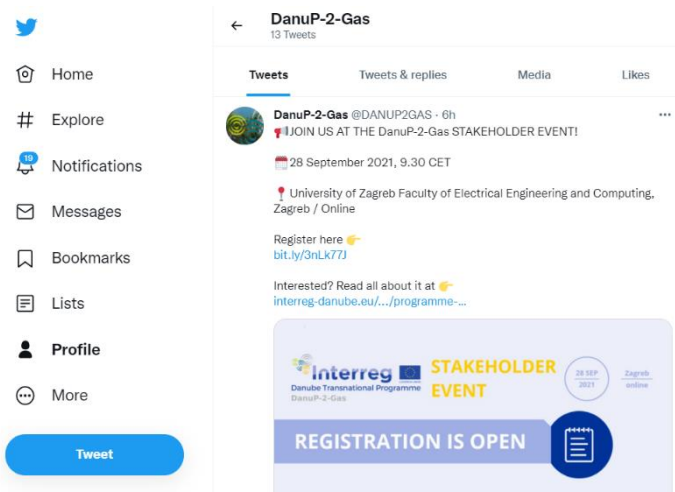 DanuP-2-Gas
13 Tweets
Home
Explore
19
Notifications
Messages
Bookmarks
Lists
Profile
More
Tweet
Tweets
Tweets & replies
Media
Likes
DanuP-2-Gas @DANUP2GAS · 6h
JOIN US AT THE DanuP-2-Gas STAKEHOLDER EVENT!
28 September 2021, 9.30 CET
University of Zagreb Faculty of Electrical Engineering and Computing,
Zagreb / Online
Register here
bit.ly/3nLk77J
Interested? Read all about it at
interreg-danube.eu/.../programme-...
Interreg
Danube Transnational Programme
DanuP-2-Gas
STAKEHOLDER
EVENT
28 SEP
2021
Zagreb
online
REGISTRATION IS OPEN